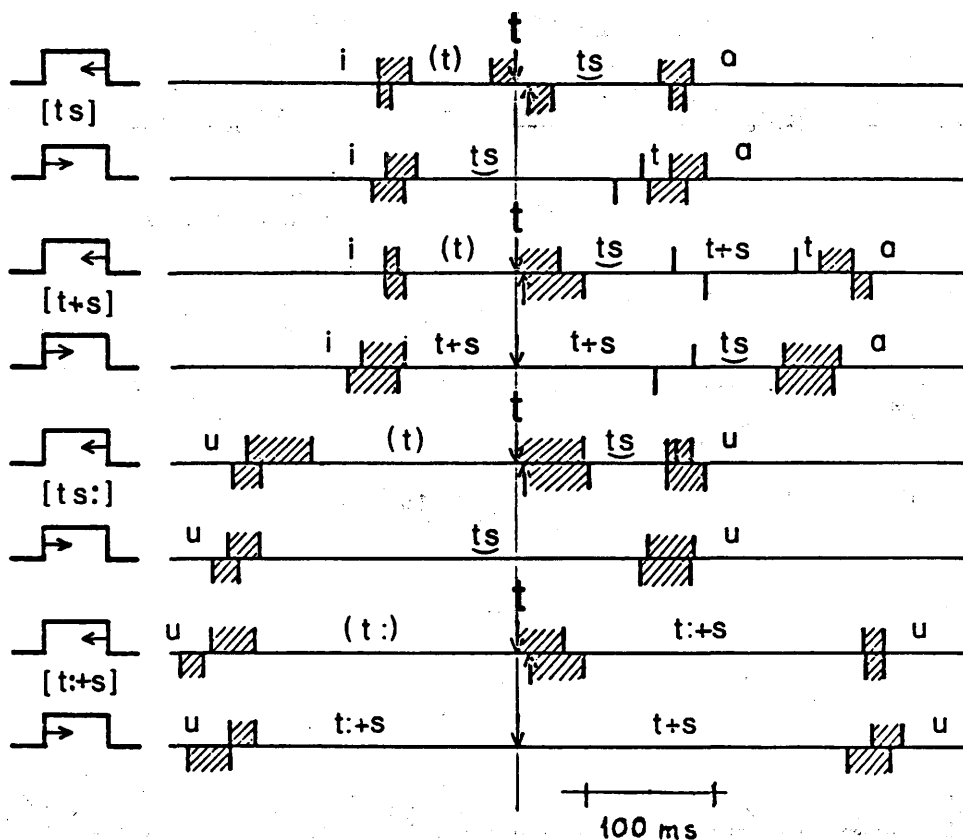 t
i (t) ts a
[ts]
i ts t a
t
i (t) ts t+s t a
[t+s]
i t+s t+s ts a
t
u (t) ts u
[ts:]
u ts u
t
u (t:) t:+s u
[t:+s]
u t:+s t+s u
100 ms